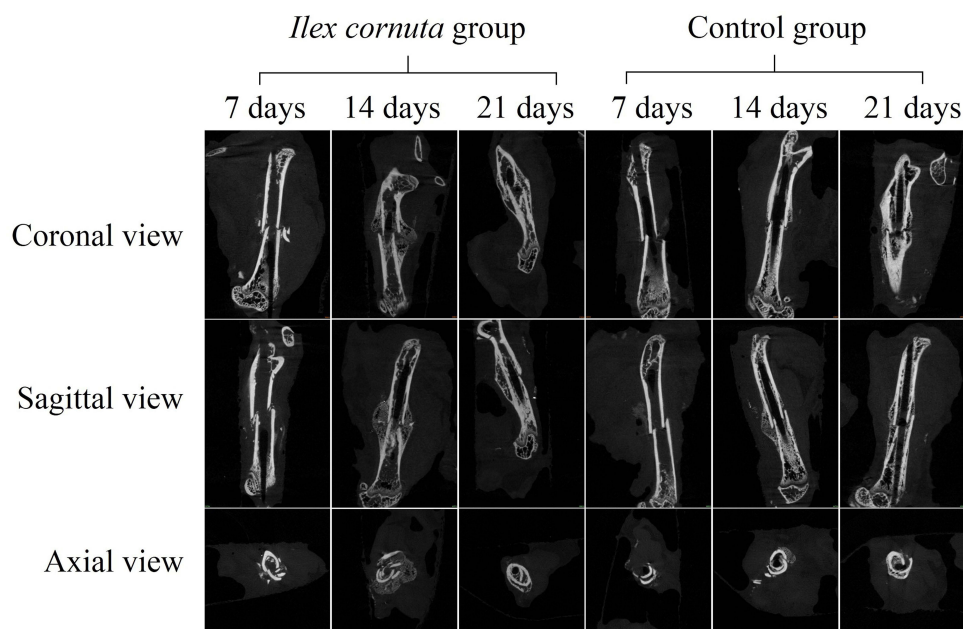 Ilex cornuta group Control group
7 days 14 days 21 days 7 days 14 days 21 days
Coronal view
Sagittal view
Axial view